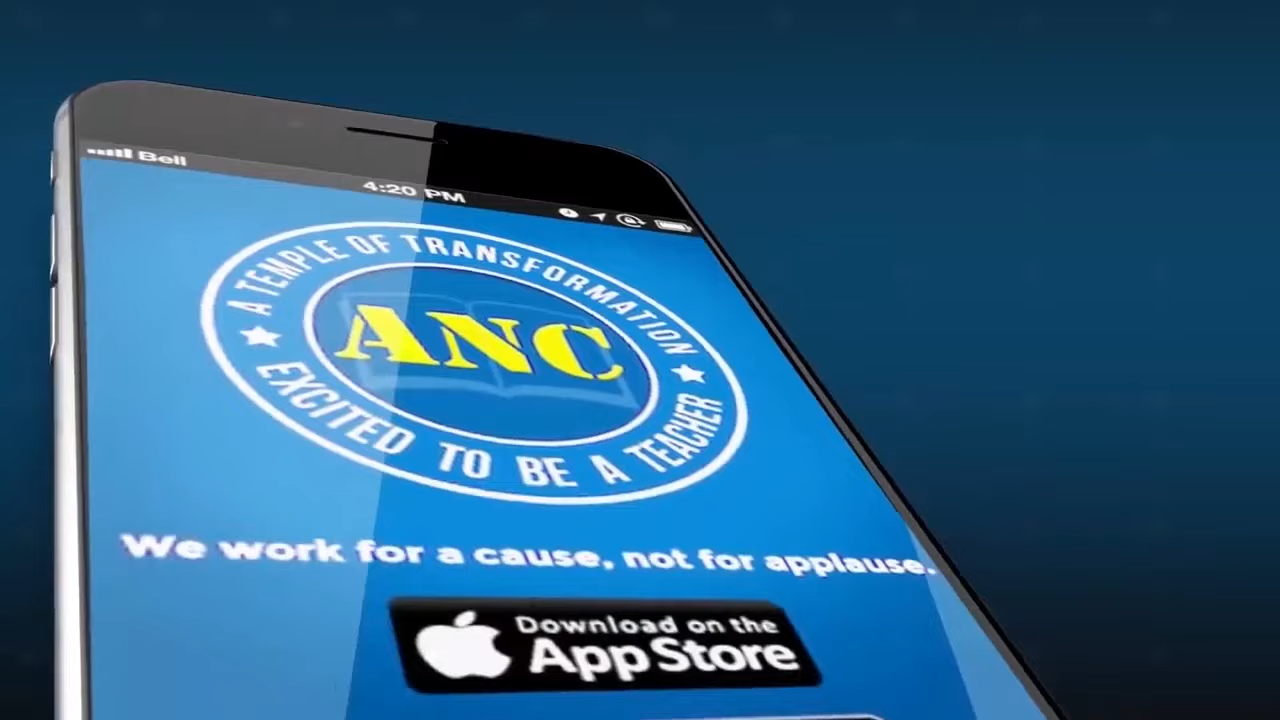 Bell
4:20 PM
A TEMPLE OF TRANSFORMATION
ANC
EXCITED TO BE A TEACHER
We work for a cause, not for applause.
Download on the
App Store